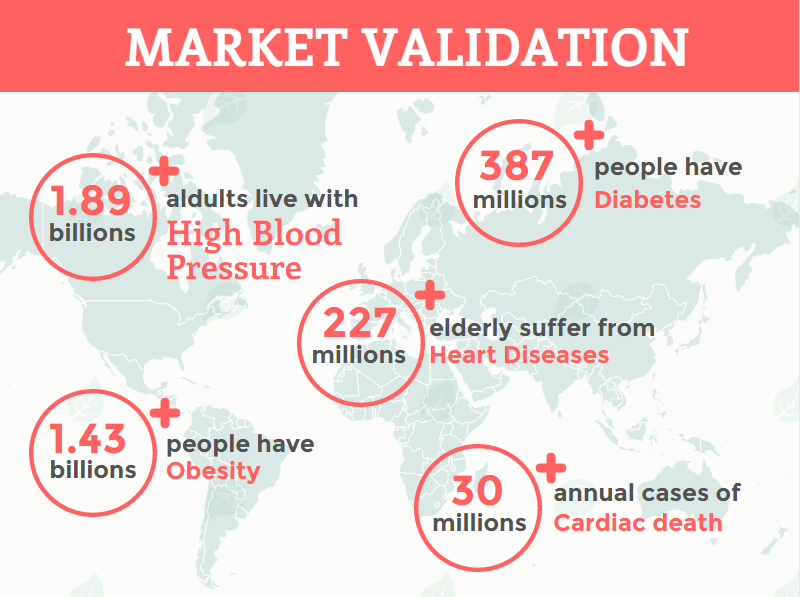 MARKET VALIDATION
1.89
billions
aldults live with
High Blood
Pressure
387
millions
people have
Diabetes
227
millions
elderly suffer from
Heart Diseases
1.43
billions
people have
Obesity
30
millions
annual cases of
Cardiac death